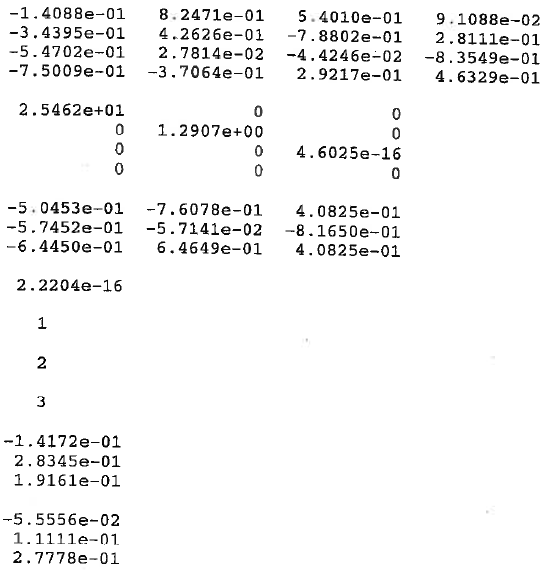 -1.4088e-01 8.2471e-01 5.4010e-01 9.1088e-02
-3.4395e-01 4.2626e-01 -7.8802e-01 2.8111e-01
-5.4702e-01 2.7814e-02 -4.4246e-02 -8.3549e-01
-7.5009e-01 -3.7064e-01 2.9217e-01 4.6329e-01
2.5462e+01 0 0
0 1.2907e+00 0
0 0 4.6025e-16
0 0 0
-5.0453e-01 -7.6078e-01 4.0825e-01
-5.7452e-01 -5.7141e-02 -8.1650e-01
-6.4450e-01 6.4649e-01 4.0825e-01
2.2204e-16
1
2
3
-1.4172e-01
2.8345e-01
1.9161e-01
-5.5556e-02
1.1111e-01
2.7778e-01